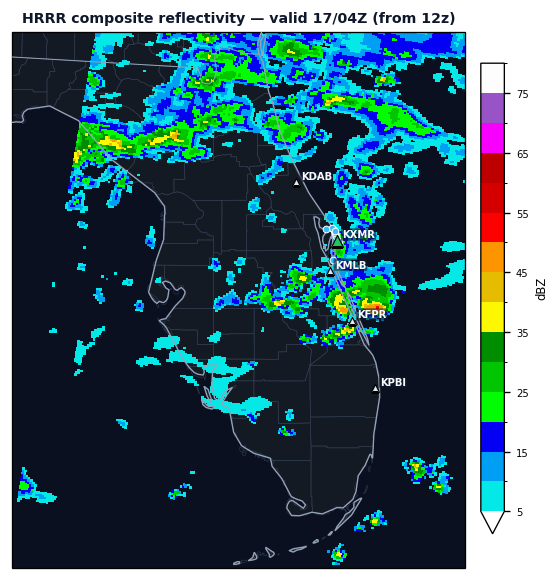 HRRR composite reflectivity — valid 17/04Z (from 12z)
KDAB
KXMR
KMLB
KFPR
KPBI
75
65
55
45
35
25
15
5
dBZ